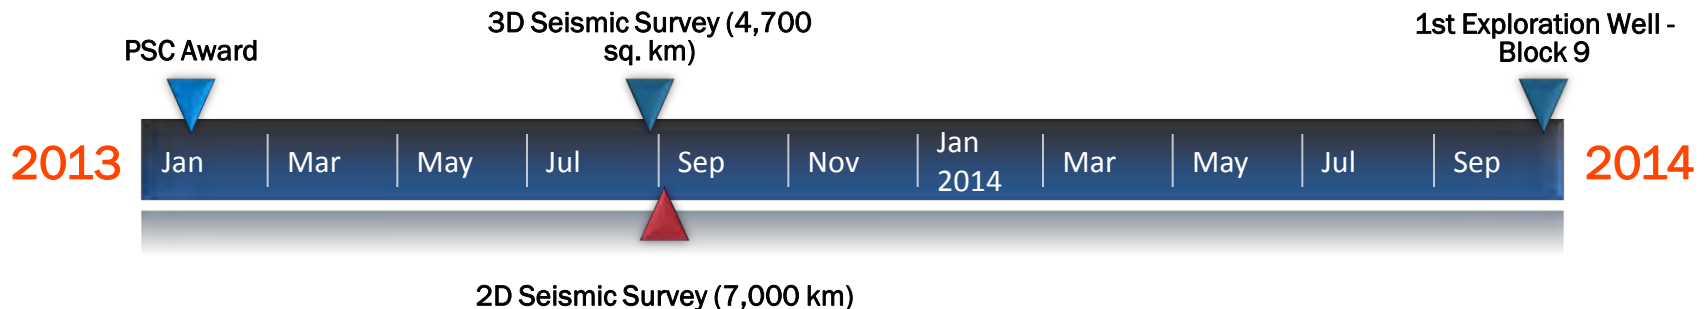 3D Seismic Survey (4,700
sq. km)
1st Exploration Well -
Block 9
PSC Award
2013
Jan
Mar
May
Jul
Sep
Nov
Jan
2014
Mar
May
Jul
Sep
2014
2D Seismic Survey (7,000 km)